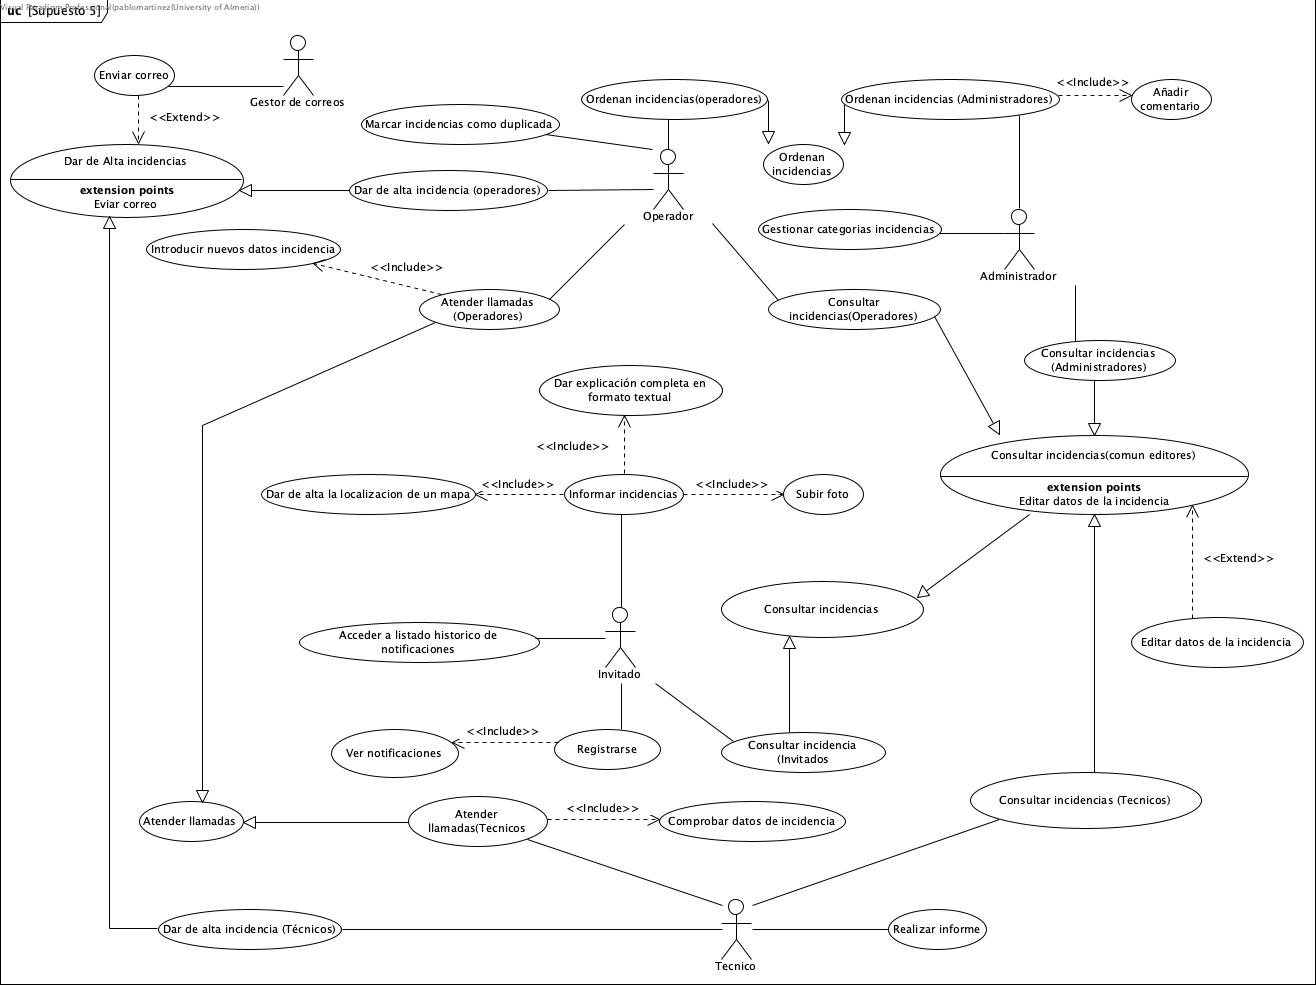 Visual Paradigm Professional(pablomartinez(University of Almeria))
uc [Supuesto 5]
Enviar correo
Gestor de correos
<<Extend>>
Dar de Alta incidencias
extension points
Eviar correo
Marcar incidencias como duplicada
Ordenan incidencias(operadores)
Ordenan incidencias (Administradores)
<<Include>>
Añadir
comentario
Ordenan
incidencias
Dar de alta incidencia (operadores)
Operador
Introducir nuevos datos incidencia
<<Include>>
Gestionar categorias incidencias
Administrador
Atender llamadas
(Operadores)
Consultar
incidencias(Operadores)
Consultar incidencias
(Administradores)
Dar explicación completa en
formato textual
<<Include>>
Consultar incidencias(comun editores)
extension points
Editar datos de la incidencia
Dar de alta la localizacion de un mapa
<<Include>>
Informar incidencias
<<Include>>
Subir foto
<<Extend>>
Consultar incidencias
Acceder a listado historico de
notificaciones
Invitado
Editar datos de la incidencia
Ver notificaciones
<<Include>>
Registrarse
Consultar incidencia
(Invitados
Consultar incidencias (Tecnicos)
Atender llamadas
Atender
llamadas(Tecnicos
<<Include>>
Comprobar datos de incidencia
Dar de alta incidencia (Técnicos)
Tecnico
Realizar informe